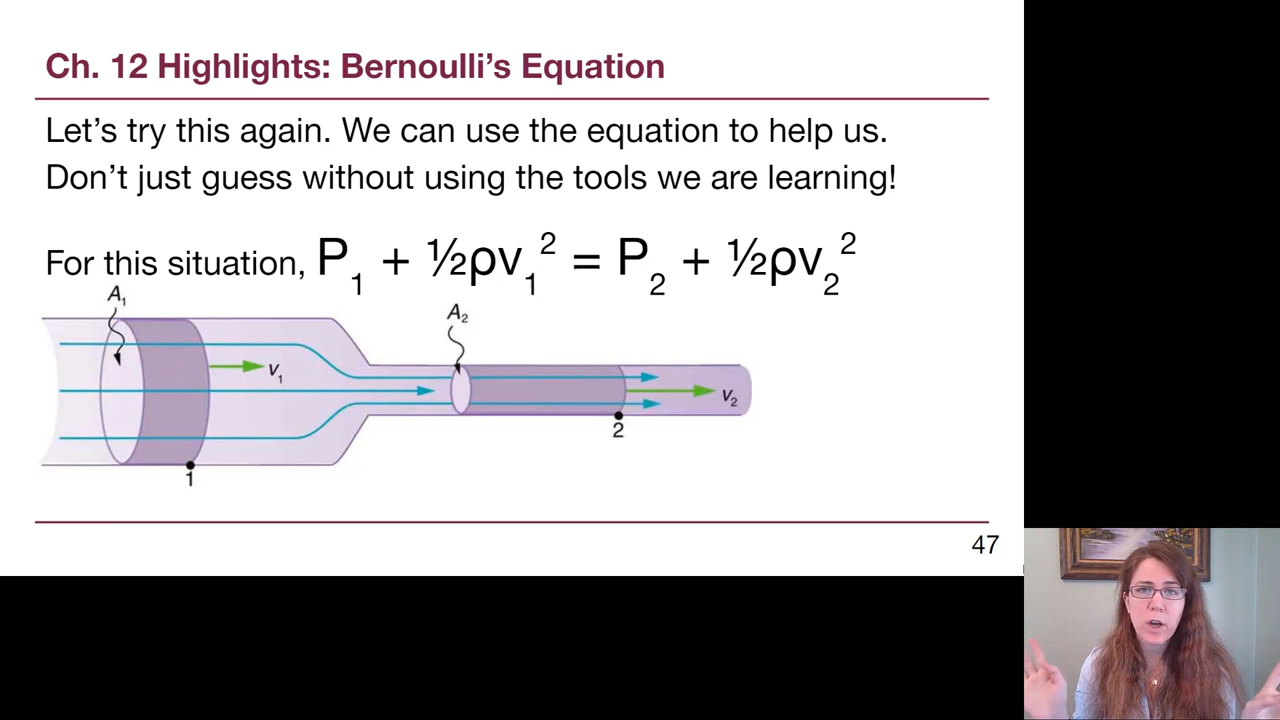 Ch. 12 Highlights: Bernoulli's Equation
Let's try this again. We can use the equation to help us.
Don't just guess without using the tools we are learning!
For this situation, P₁ + ½ρv₁² = P₂ + ½ρv₂²
A₁
A₂
v₁
v₂
2
1
47